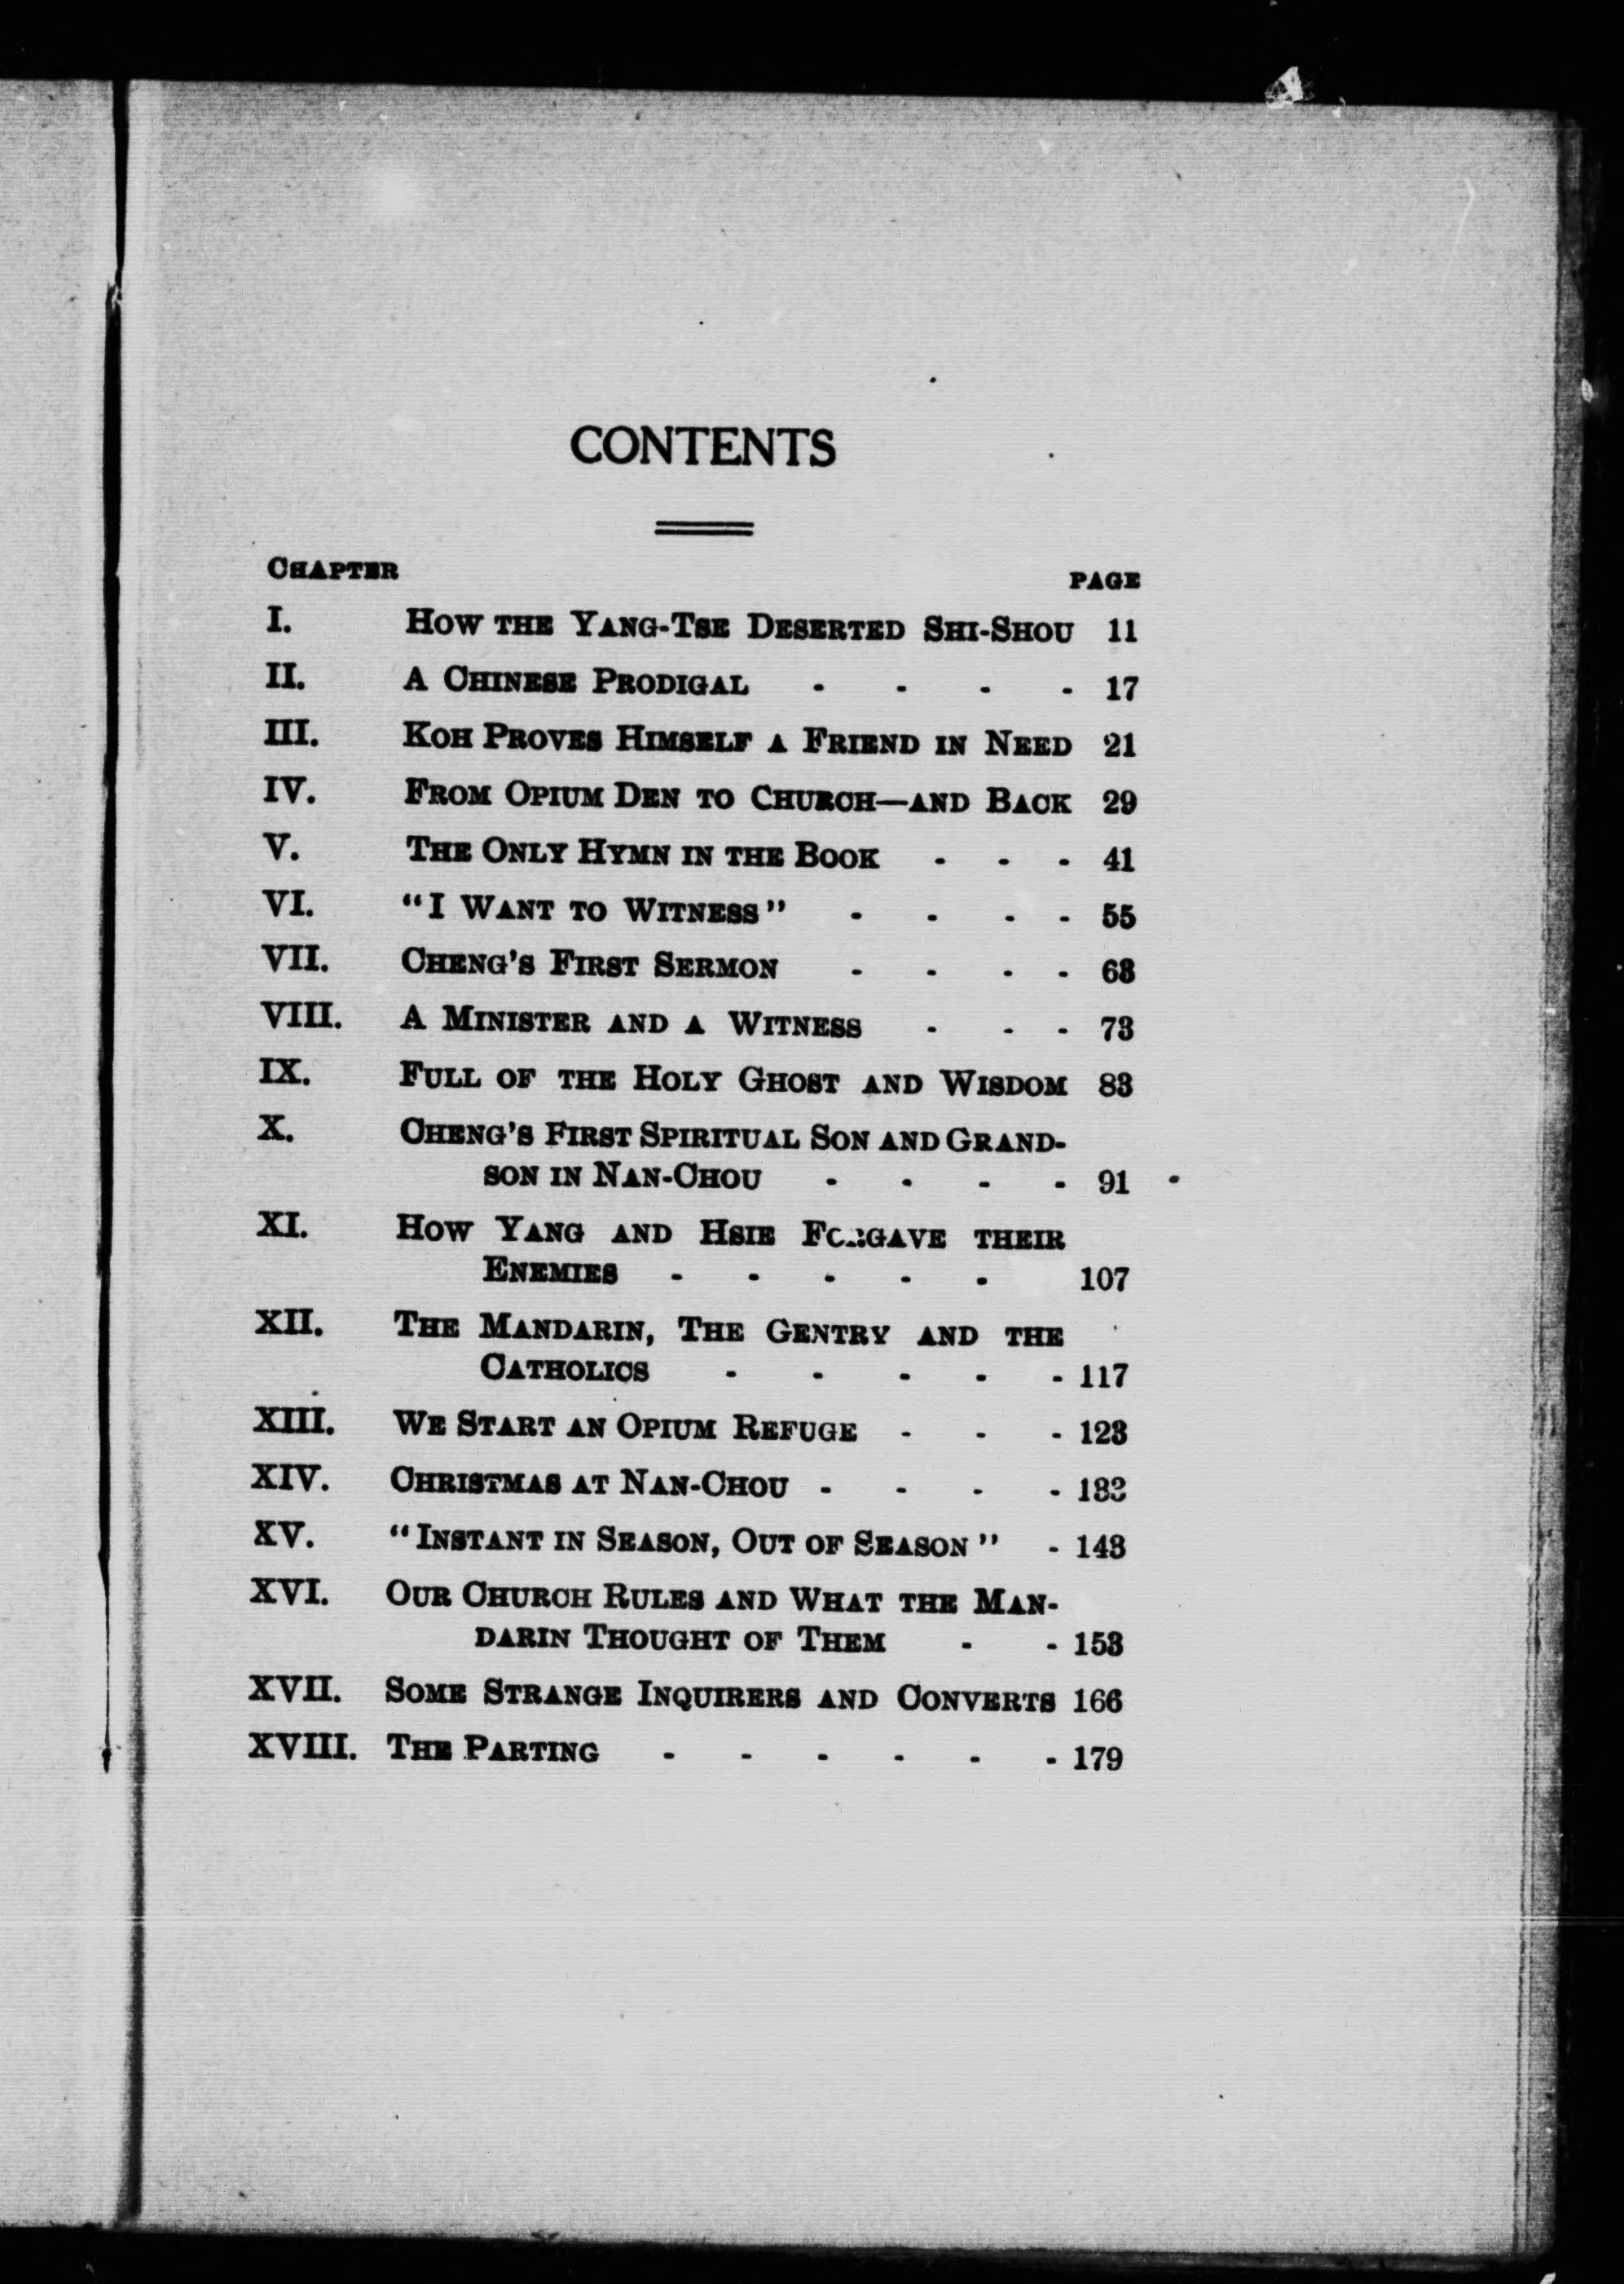 CONTENTS
CHAPTER
PAGE
I. HOW THE YANG-TSE DESERTED SHI-SHOU 11
II. A CHINESE PRODIGAL - - - - 17
III. KOH PROVES HIMSELF A FRIEND IN NEED 21
IV. FROM OPIUM DEN TO CHURCH—AND BACK 29
V. THE ONLY HYMN IN THE BOOK - - - 41
VI. "I WANT TO WITNESS" - - - - 55
VII. CHENG'S FIRST SERMON - - - - 63
VIII. A MINISTER AND A WITNESS - - - 73
IX. FULL OF THE HOLY GHOST AND WISDOM 83
X. CHENG'S FIRST SPIRITUAL SON AND GRAND-
SON IN NAN-CHOU - - - - 91
XI. HOW YANG AND HSIE FORGAVE THEIR
ENEMIES - - - - - 107
XII. THE MANDARIN, THE GENTRY AND THE
CATHOLICS - - - - - 117
XIII. WE START AN OPIUM REFUGE - - - 123
XIV. CHRISTMAS AT NAN-CHOU - - - - 133
XV. "INSTANT IN SEASON, OUT OF SEASON" - 143
XVI. OUR CHURCH RULES AND WHAT THE MAN-
DARIN THOUGHT OF THEM - - 153
XVII. SOME STRANGE INQUIRERS AND CONVERTS 166
XVIII. THE PARTING - - - - - - 179